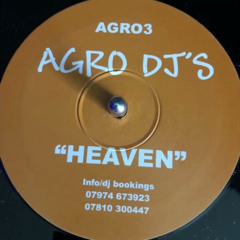 AGRO3
AGRO DJ'S
“HEAVEN”
Info/dj bookings
07974 673923
07810 300447